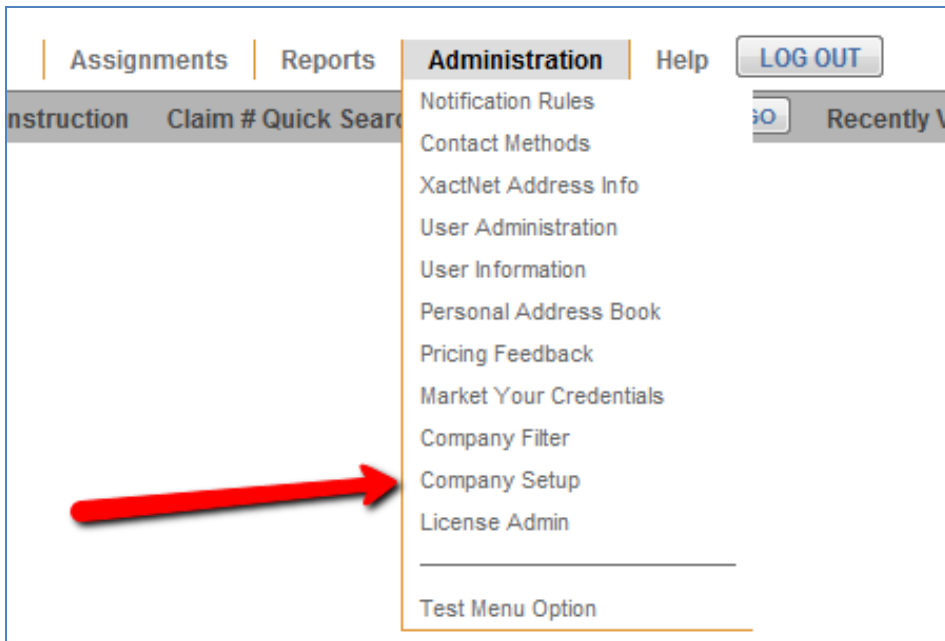 Assignments Reports Administration Help LOG OUT
nstruction Claim # Quick Sear GO Recently
Notification Rules
Contact Methods
XactNet Address Info
User Administration
User Information
Personal Address Book
Pricing Feedback
Market Your Credentials
Company Filter
Company Setup
License Admin
Test Menu Option